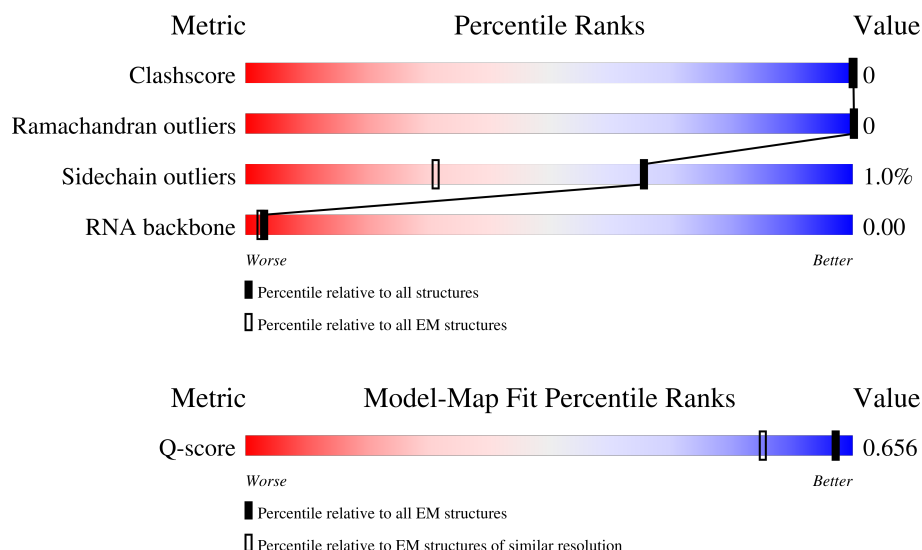 Metric Percentile Ranks Value
Clashscore 0
Ramachandran outliers 0
Sidechain outliers 1.0%
RNA backbone 0.00
Worse Better
Percentile relative to all structures
Percentile relative to all EM structures
Metric Model-Map Fit Percentile Ranks Value
Q-score 0.656
Worse Better
Percentile relative to all EM structures
Percentile relative to EM structures of similar resolution